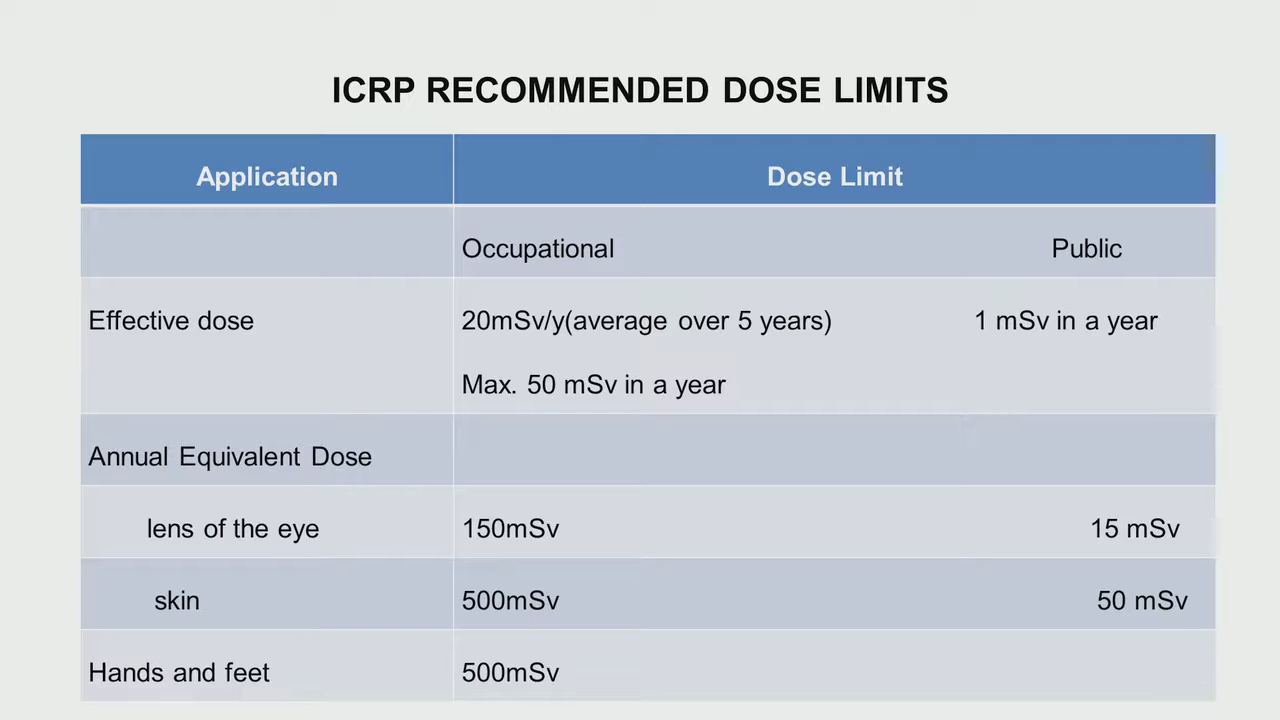 ICRP RECOMMENDED DOSE LIMITS
Application Dose Limit
Occupational Public
Effective dose 20mSv/y(average over 5 years) 1 mSv in a year
Max. 50 mSv in a year
Annual Equivalent Dose
lens of the eye 150mSv 15 mSv
skin 500mSv 50 mSv
Hands and feet 500mSv